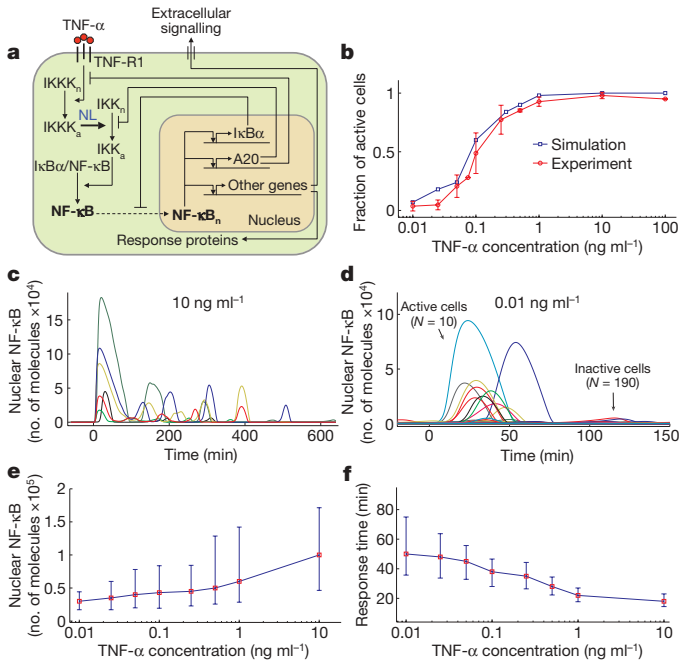 a
TNF-α
Extracellular
signalling
TNF-R1
IKKKn
NL
IKKn
IKKKa
IKKa
IκBα/NF-κB
NF-κB
IκBα
A20
Other genes
NF-κBn
Nucleus
Response proteins
b
Fraction of active cells
1
0.5
0
Simulation
Experiment
0.01 0.1 1 10 100
TNF-α concentration (ng ml⁻¹)
c
Nuclear NF-κB
(no. of molecules ×10⁴)
15
10
5
0
10 ng ml⁻¹
0 200 400 600
Time (min)
d
Nuclear NF-κB
(no. of molecules ×10⁴)
10
5
0
Active cells
(N = 10)
0.01 ng ml⁻¹
Inactive cells
(N = 190)
0 50 100 150
Time (min)
e
Nuclear NF-κB
(no. of molecules ×10⁵)
2
1.5
1
0.5
0
0.01 0.1 1 10
TNF-α concentration (ng ml⁻¹)
f
Response time (min)
80
60
40
20
0.01 0.1 1 10
TNF-α concentration (ng ml⁻¹)